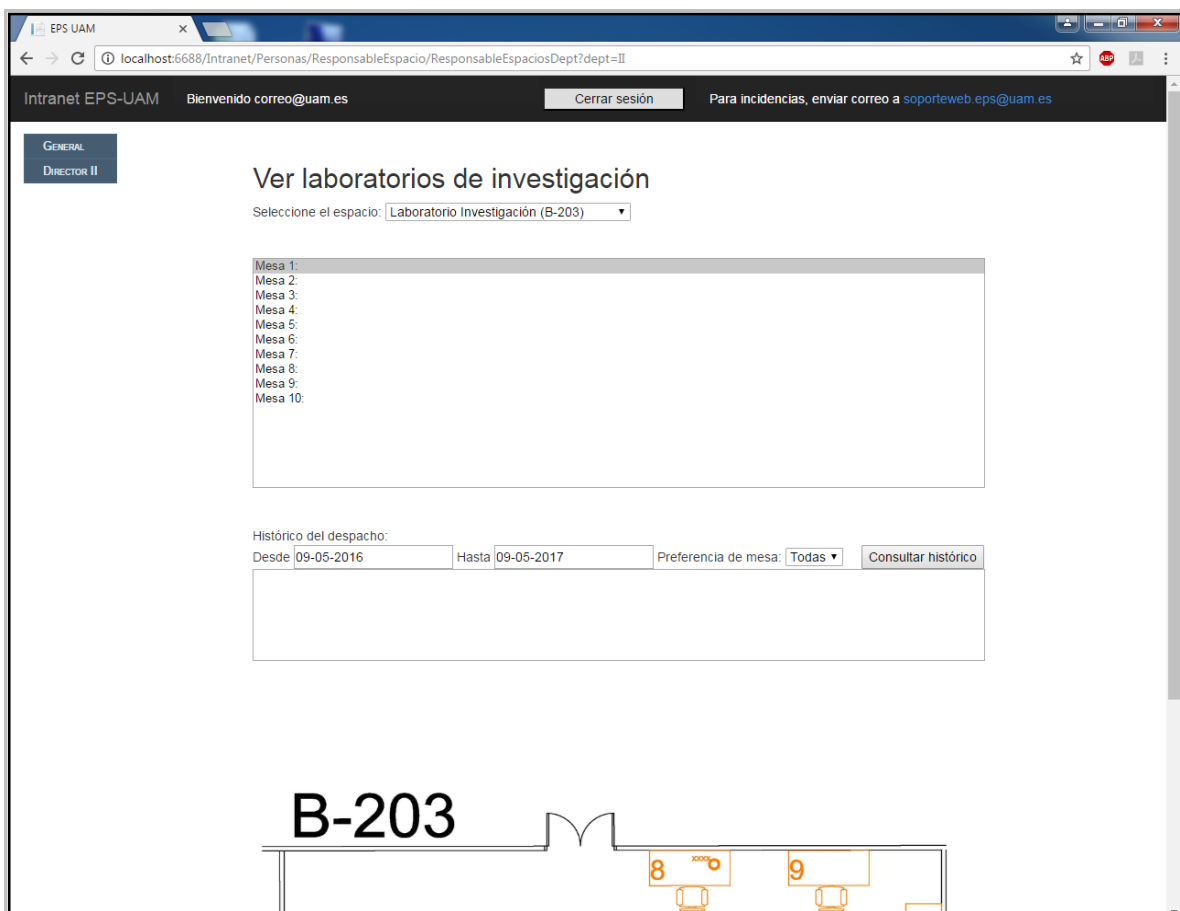 EPS UAM
localhost:6688/Intranet/Personas/ResponsableEspacio/ResponsableEspaciosDept?dept=II
ABP
Intranet EPS-UAM Bienvenido correo@uam.es Cerrar sesión Para incidencias, enviar correo a soporteweb.eps@uam.es
General
Director II
Ver laboratorios de investigación
Seleccione el espacio: Laboratorio Investigación (B-203)
Mesa 1:
Mesa 2:
Mesa 3:
Mesa 4:
Mesa 5:
Mesa 6:
Mesa 7:
Mesa 8:
Mesa 9:
Mesa 10:
Histórico del despacho:
Desde 09-05-2016 Hasta 09-05-2017 Preferencia de mesa: Todas Consultar histórico
B-203
8 xxxx 9